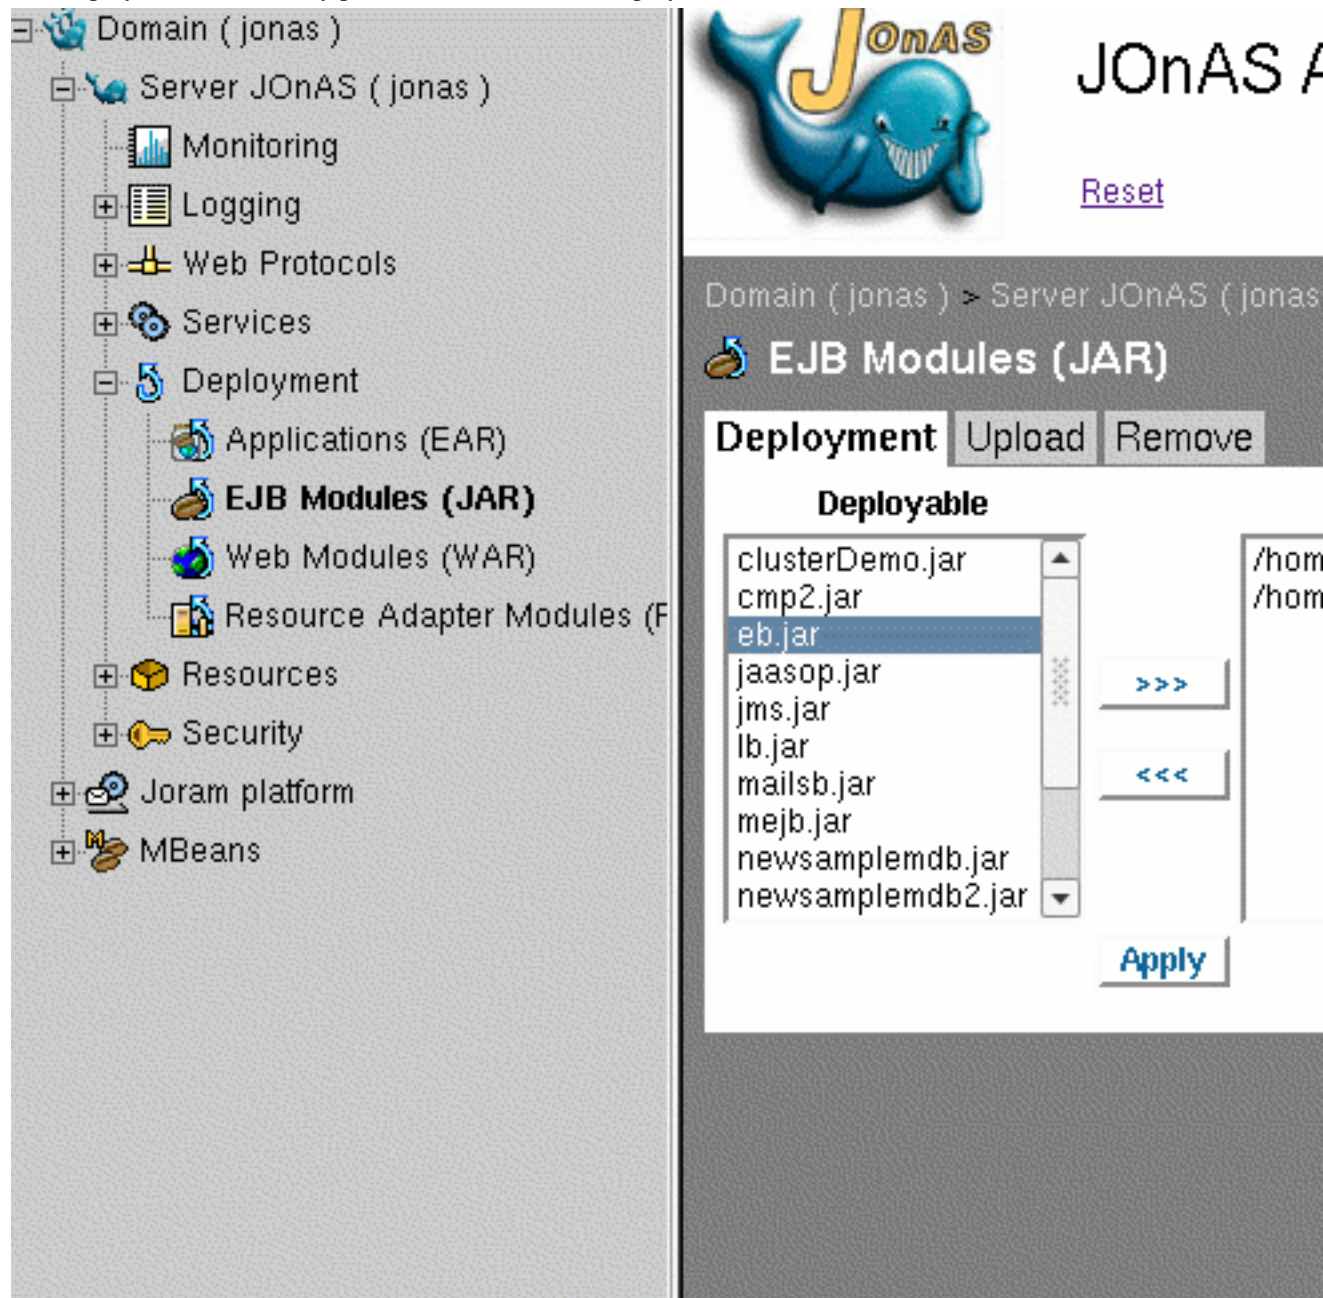 Domain ( jonas )
Server JOnAS ( jonas )
Monitoring
Logging
Web Protocols
Services
Deployment
Applications (EAR)
EJB Modules (JAR)
Web Modules (WAR)
Resource Adapter Modules (
Resources
Security
Joram platform
MBeans
JOnAS
JOnAS A
Reset
Domain ( jonas ) > Server JOnAS ( jonas
EJB Modules (JAR)
Deployment Upload Remove
Deployable
clusterDemo.jar
cmp2.jar
eb.jar
jaasop.jar
jms.jar
lb.jar
mailsb.jar
mejb.jar
newsamplemdb.jar
newsamplemdb2.jar
>>>
<<<
/hom
/hom
Apply